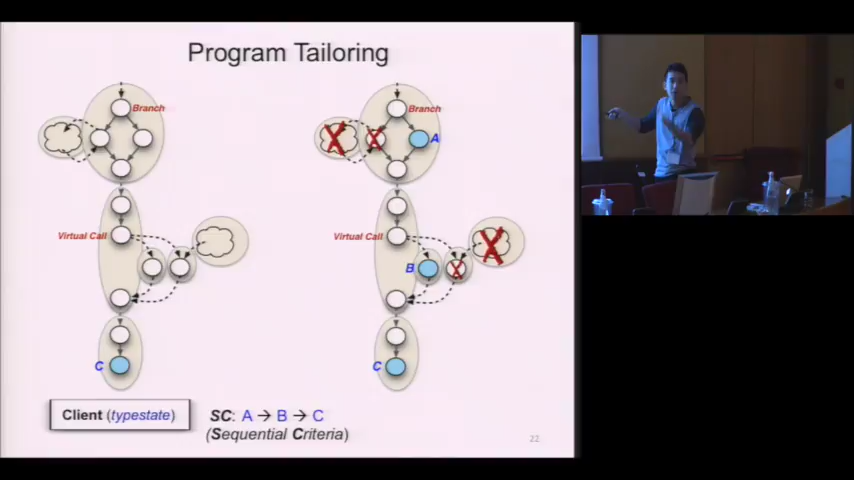 Program Tailoring
Branch
Branch
A
Virtual Call
Virtual Call
B
C
C
Client (typestate)
SC: A → B → C
(Sequential Criteria)
22